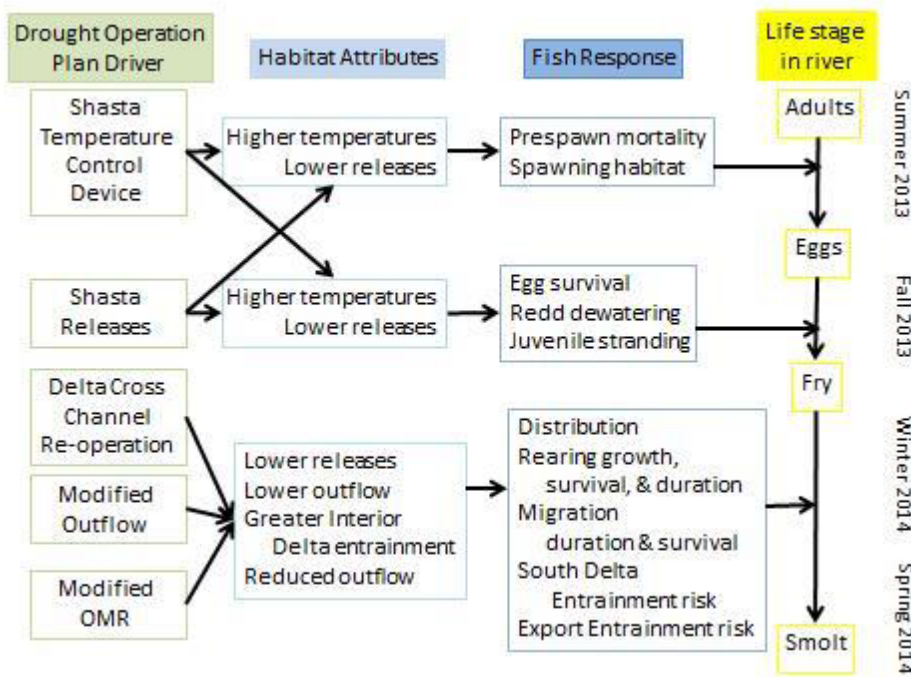 Drought Operation
Plan Driver
Habitat Attributes
Fish Response
Life stage
in river
Shasta
Temperature
Control
Device
Higher temperatures
Lower releases
Prespawn mortality
Spawning habitat
Adults
Summer 2013
Eggs
Shasta
Releases
Higher temperatures
Lower releases
Egg survival
Redd dewatering
Juvenile stranding
Fall 2013
Fry
Delta Cross
Channel
Re-operation
Modified
Outflow
Modified
OMR
Lower releases
Lower outflow
Greater Interior
Delta entrainment
Reduced outflow
Distribution
Rearing growth,
survival, & duration
Migration
duration & survival
South Delta
Entrainment risk
Export Entrainment risk
Winter 2014
Spring 2014
Smolt